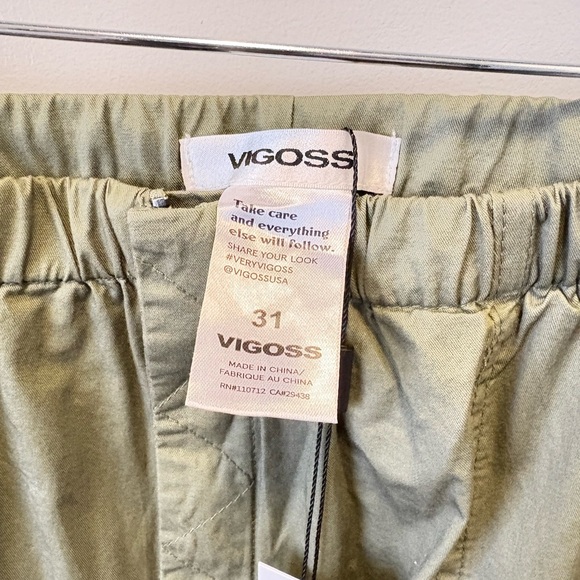 VIGOSS
Take care
and everything
else will follow.
SHARE YOUR LOOK
#VERYVIGOSS
@VIGOSSUSA
31
VIGOSS
MADE IN CHINA/
FABRIQUE AU CHINA
RN#110712 CA#29438